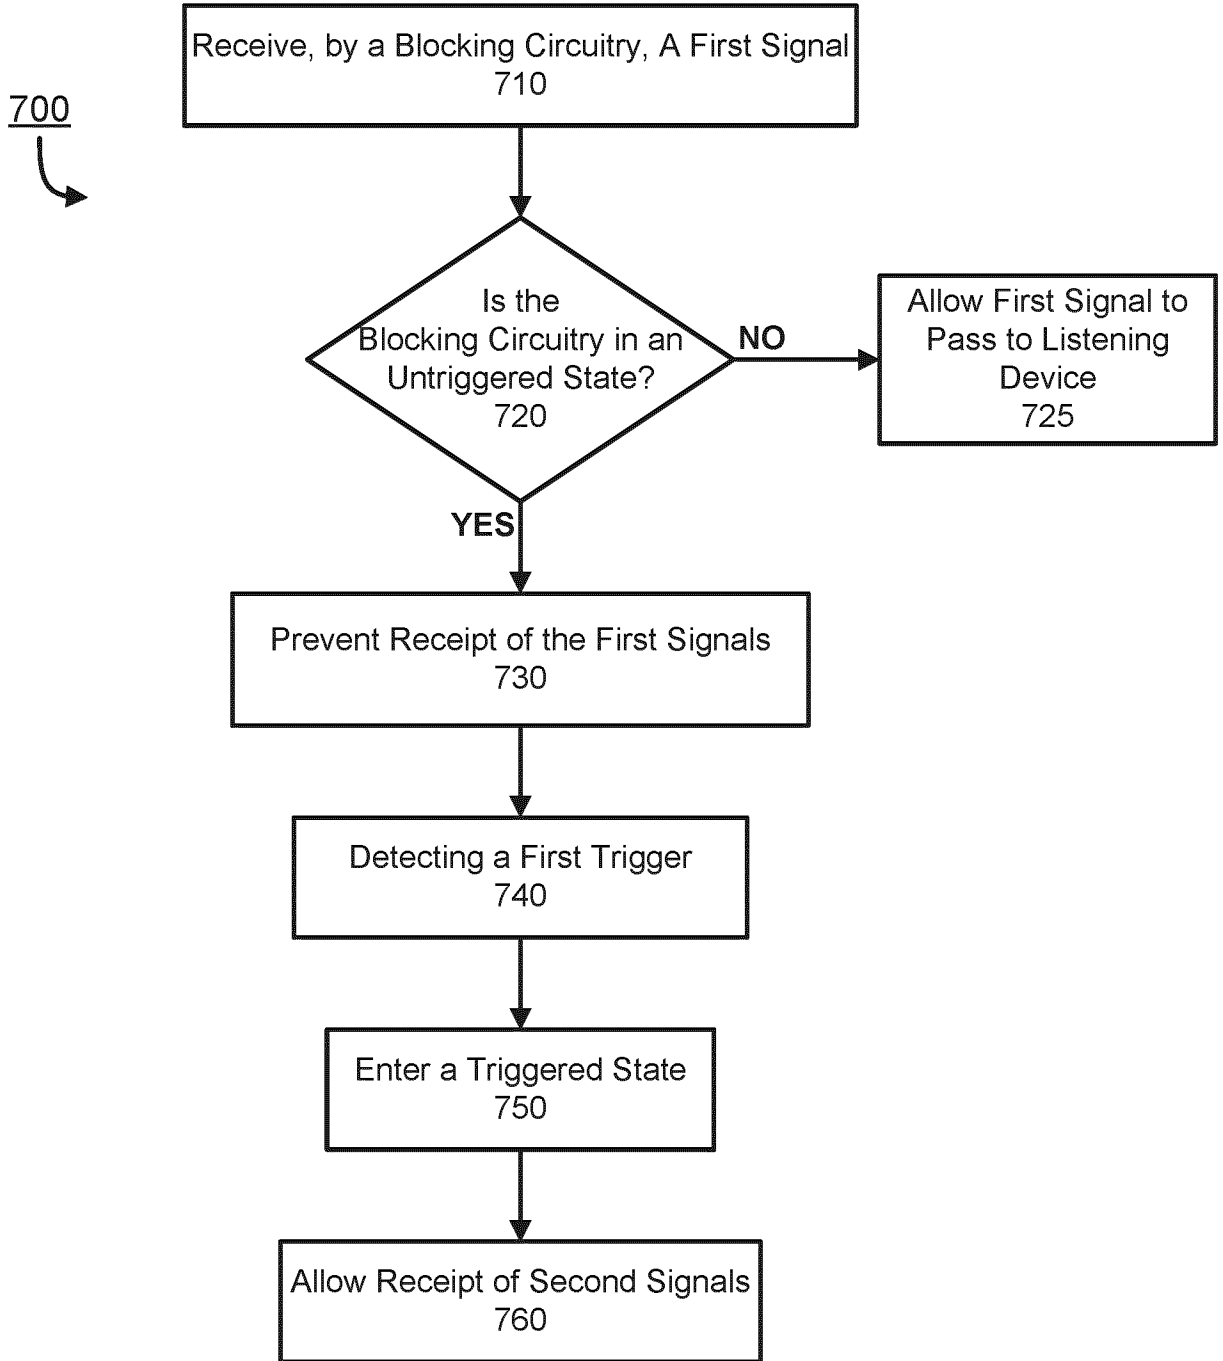 Receive, by a Blocking Circuitry, A First Signal
710
700
Is the
Blocking Circuitry in an
Untriggered State?
720
NO
Allow First Signal to
Pass to Listening
Device
725
YES
Prevent Receipt of the First Signals
730
Detecting a First Trigger
740
Enter a Triggered State
750
Allow Receipt of Second Signals
760